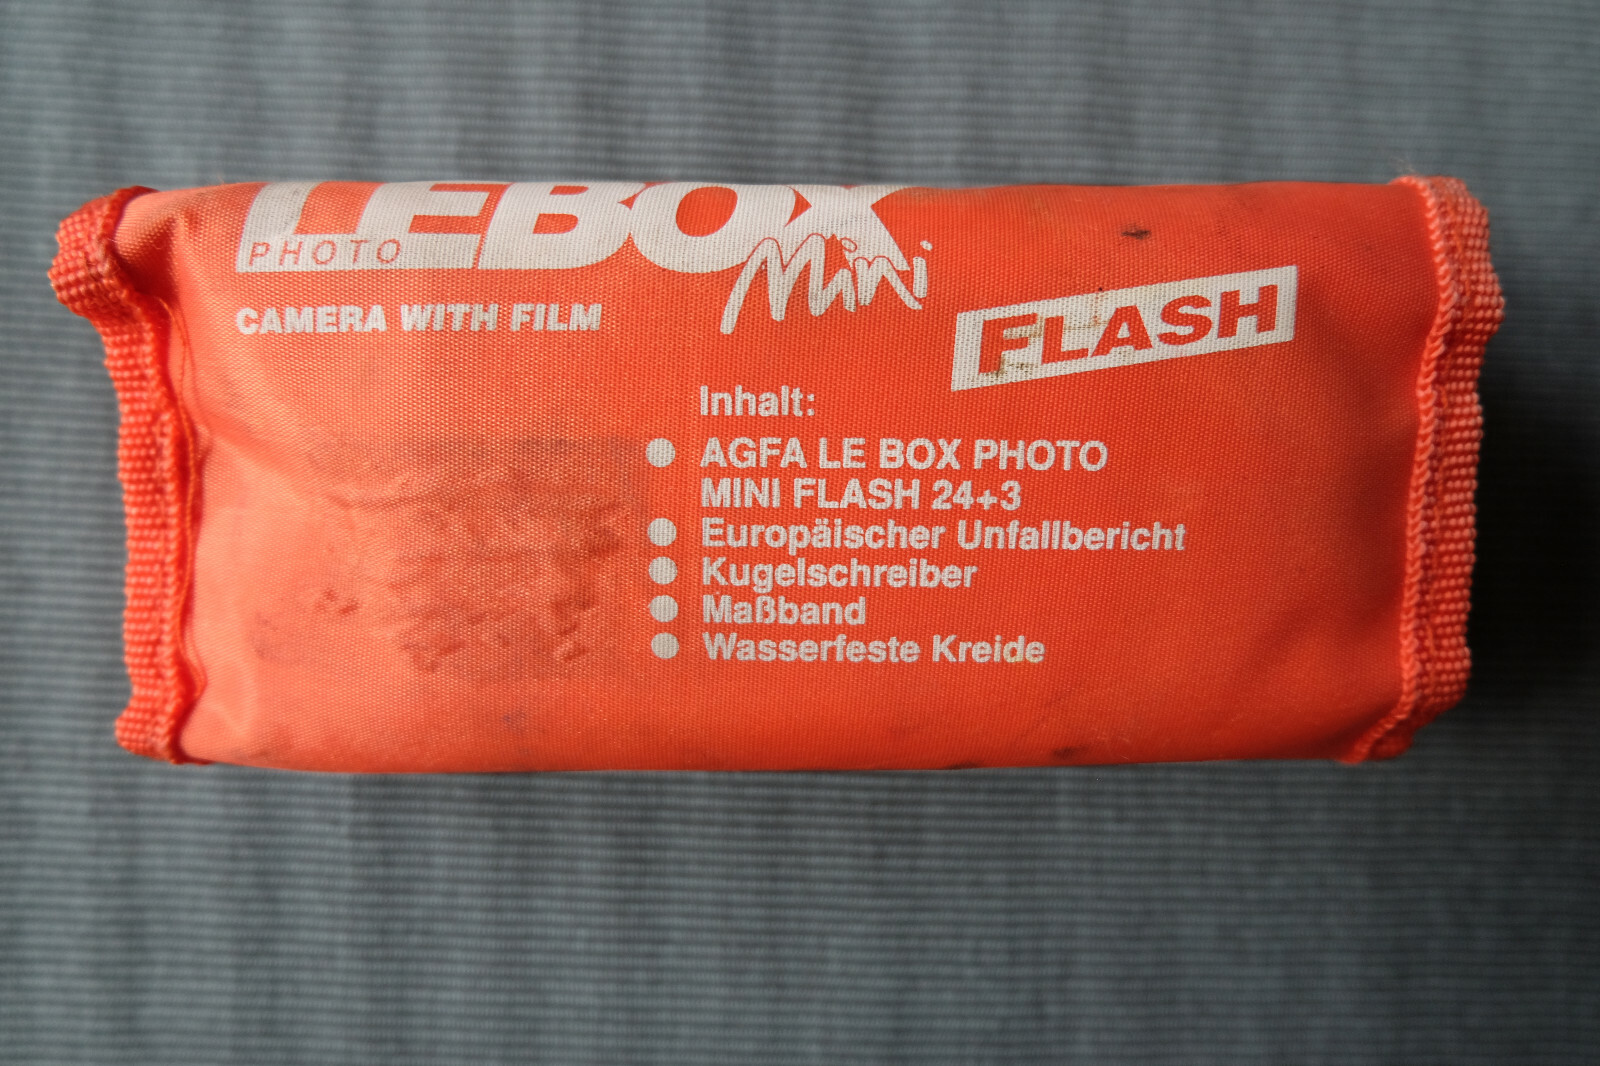 LEBOX
PHOTO
Mini
CAMERA WITH FILM
FLASH
Inhalt:
● AGFA LE BOX PHOTO
MINI FLASH 24+3
● Europäischer Unfallbericht
● Kugelschreiber
● Maßband
● Wasserfeste Kreide